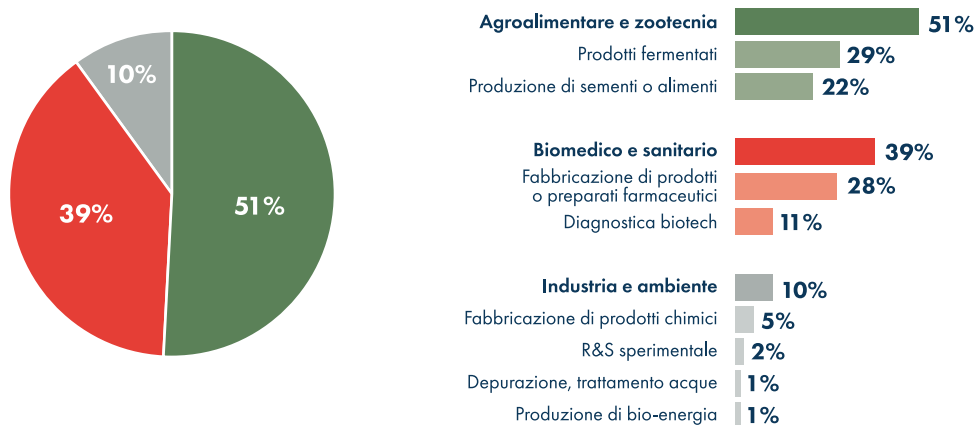 10%
39%
51%
Agroalimentare e zootecnia 51%
Prodotti fermentati 29%
Produzione di sementi o alimenti 22%
Biomedico e sanitario 39%
Fabbricazione di prodotti
o preparati farmaceutici 28%
Diagnostica biotech 11%
Industria e ambiente 10%
Fabbricazione di prodotti chimici 5%
R&S sperimentale 2%
Depurazione, trattamento acque 1%
Produzione di bio-energia 1%